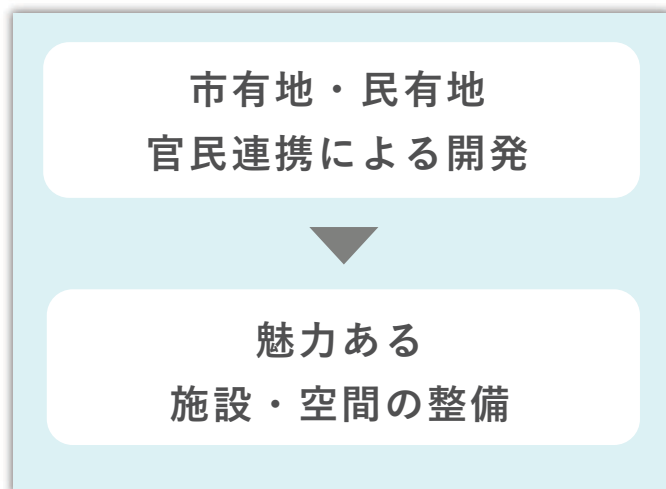 市有地・民有地
官民連携による開発
魅力ある
施設・空間の整備